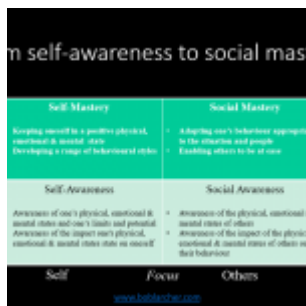 m self-awareness to social mas
Self-Mastery
Keeping oneself in a positive physical,
emotional & mental state
Developing a range of behavioural styles
Social Mastery
• Adapting one's behaviour appropri
to the situation and people
• Enabling others to be at ease
Self-Awareness
Awareness of one's physical, emotional &
mental states and one's limits and potential
Awareness of the impact one's physical,
emotional & mental states state on oneself
Social Awareness
• Awareness of the physical, emotional
mental states of others
• Awareness of the impact of the physica
emotional & mental states of others on
their behaviour
Self Focus Others